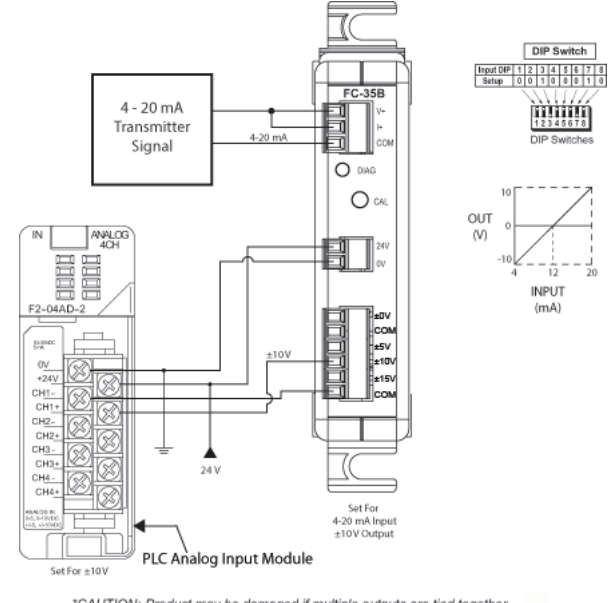 DIP Switch
Input DIP 1 2 3 4 5 6 7 8
Setup 0 0 1 0 0 0 1 0
1 2 3 4 5 6 7 8
DIP Switches
FC-35B
V+
I+
COM
DIAG
CAL
24V
0V
±0V
COM
±5V
±10V
±15V
COM
4 - 20 mA
Transmitter
Signal
4-20 mA
10
OUT
(V)
0
-10
4 12 20
INPUT
(mA)
IN
ANALOG
4CH
F2-04AD-2
0V
+24V
CH1-
CH1+
CH2-
CH2+
CH3-
CH3+
CH4-
CH4+
ANALOG IN
±10V
24 V
Set For
4-20 mA Input
±10V Output
PLC Analog Input Module
Set For ±10V
*CAUTION: Product may be damaged if multiple outputs are tied together